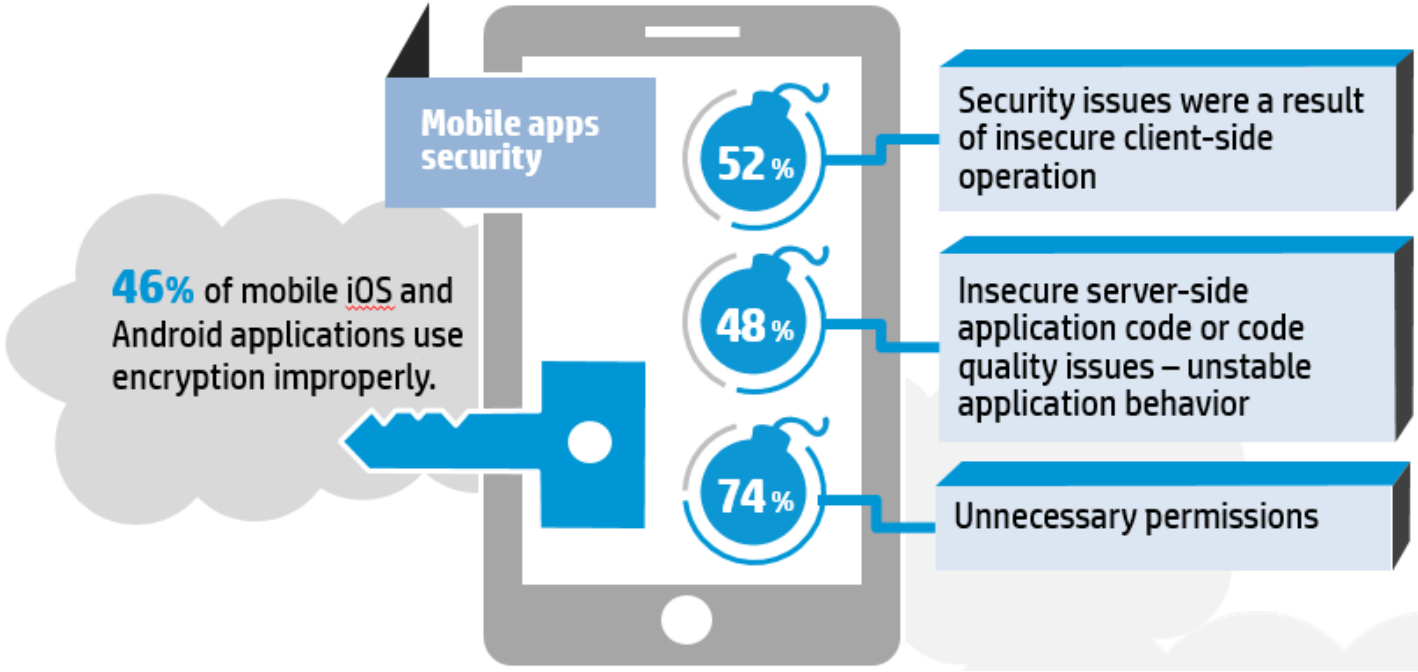 Mobile apps
security
46% of mobile iOS and
Android applications use
encryption improperly.
52 %
Security issues were a result
of insecure client-side
operation
48 %
Insecure server-side
application code or code
quality issues – unstable
application behavior
74 %
Unnecessary permissions